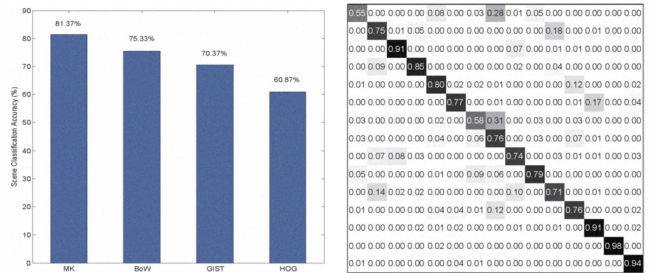 90
80
70
60
50
40
30
20
10
0
Scene Classification Accuracy (%)
81.37%
75.33%
70.37%
60.87%
MK BoW GIST HOG
0.55 0.00 0.00 0.00 0.08 0.00 0.03 0.28 0.01 0.05 0.00 0.00 0.00 0.00 0.00
0.00 0.75 0.01 0.05 0.00 0.00 0.00 0.00 0.00 0.00 0.18 0.00 0.00 0.00 0.00
0.00 0.00 0.91 0.00 0.00 0.00 0.00 0.00 0.07 0.00 0.01 0.01 0.00 0.00 0.00
0.00 0.09 0.00 0.85 0.00 0.00 0.00 0.00 0.02 0.00 0.04 0.00 0.00 0.00 0.00
0.01 0.00 0.00 0.00 0.80 0.02 0.02 0.01 0.00 0.00 0.00 0.12 0.00 0.00 0.02
0.00 0.00 0.00 0.00 0.00 0.77 0.01 0.00 0.00 0.00 0.00 0.01 0.17 0.00 0.04
0.03 0.00 0.00 0.00 0.02 0.00 0.58 0.31 0.00 0.03 0.00 0.03 0.00 0.00 0.00
0.03 0.00 0.00 0.00 0.04 0.00 0.06 0.76 0.00 0.03 0.00 0.07 0.01 0.00 0.00
0.00 0.07 0.08 0.03 0.00 0.00 0.00 0.00 0.74 0.00 0.03 0.01 0.01 0.00 0.03
0.05 0.00 0.00 0.00 0.01 0.00 0.09 0.06 0.00 0.79 0.00 0.00 0.00 0.00 0.00
0.00 0.14 0.02 0.02 0.00 0.00 0.00 0.00 0.10 0.00 0.71 0.00 0.00 0.00 0.00
0.01 0.00 0.00 0.00 0.04 0.04 0.01 0.12 0.00 0.00 0.00 0.76 0.00 0.00 0.02
0.00 0.00 0.00 0.00 0.01 0.02 0.00 0.00 0.00 0.00 0.00 0.01 0.91 0.00 0.02
0.00 0.00 0.00 0.00 0.00 0.00 0.00 0.00 0.00 0.00 0.00 0.00 0.00 0.98 0.00
0.01 0.02 0.00 0.00 0.00 0.04 0.01 0.00 0.00 0.00 0.00 0.00 0.00 0.00 0.94